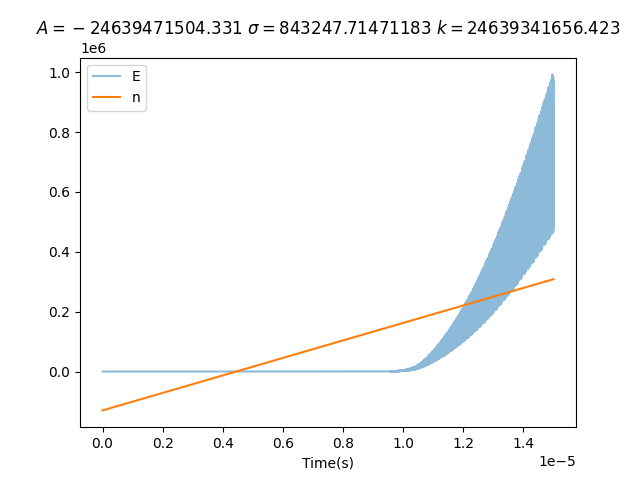 A = −24639471504.331 σ = 843247.71471183 k = 24639341656.423
1e6
E
n
1.0
0.8
0.6
0.4
0.2
0.0
0.0 0.2 0.4 0.6 0.8 1.0 1.2 1.4
1e−5
Time(s)